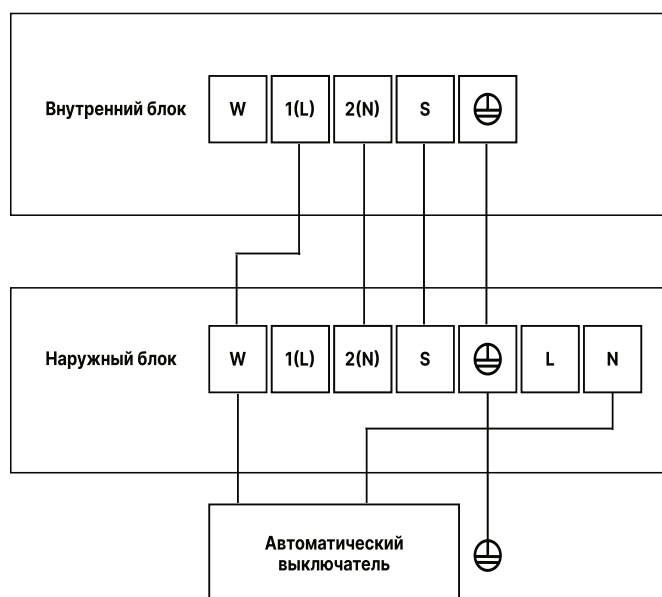 Внутренний блок W 1(L) 2(N) S
Наружный блок W 1(L) 2(N) S L N
Автоматический
выключатель